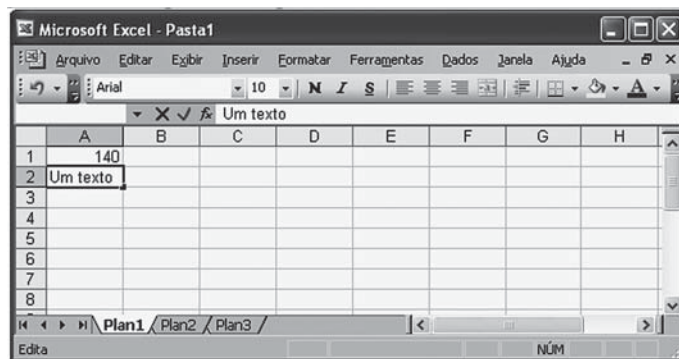 Microsoft Excel - Pasta1
Arquivo Editar Exibir Inserir Formatar Ferramentas Dados Janela Ajuda
Arial 10 N I S A
Um texto
A B C D E F G H
1 140
2 Um texto
3
4
5
6
7
8
Plan1 Plan2 Plan3
Edita NÚM